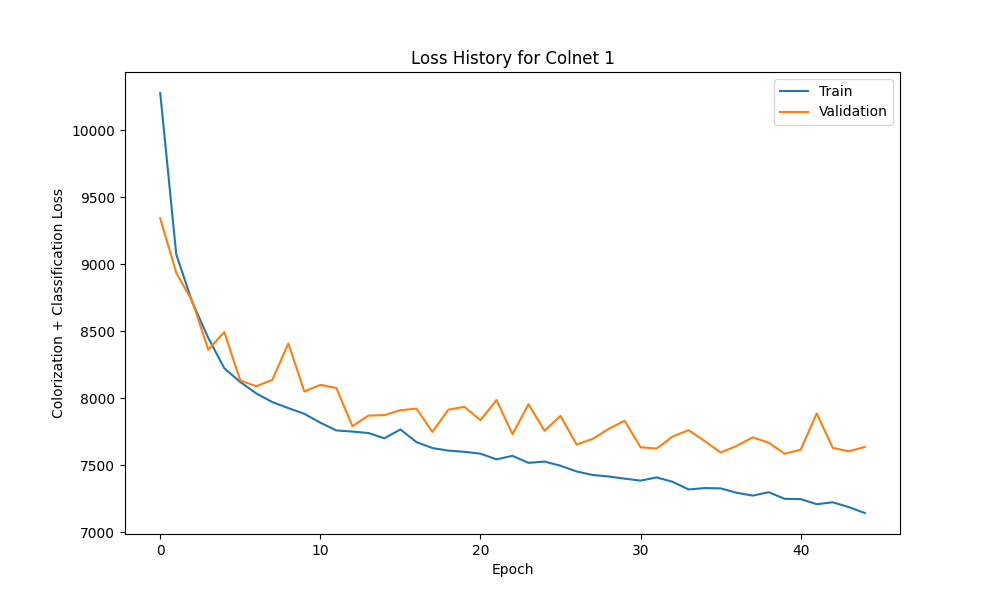 Loss History for Colnet 1
Train
Validation
10000
9500
9000
8500
8000
7500
7000
Colorization + Classification Loss
0 10 20 30 40
Epoch